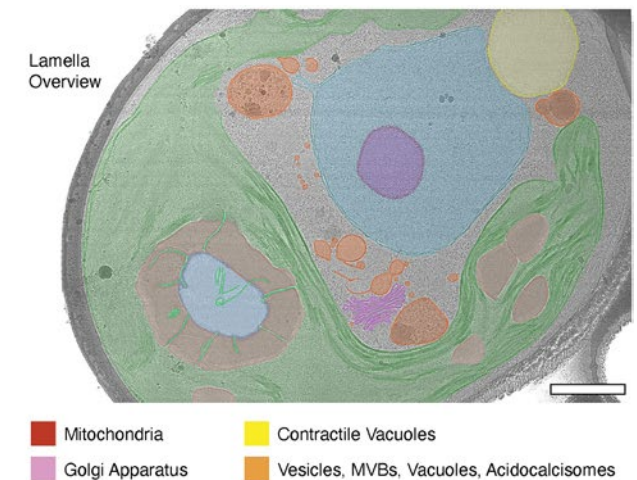 Lamella
Overview
Mitochondria
Contractile Vacuoles
Golgi Apparatus
Vesicles, MVBs, Vacuoles, Acidocalcisomes